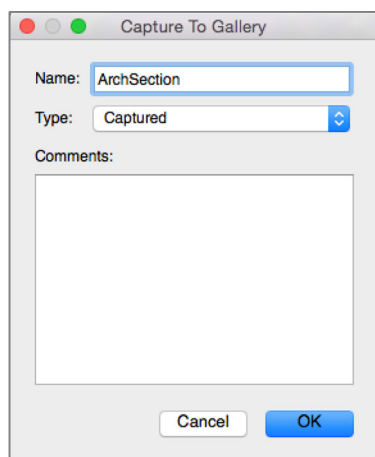 Capture To Gallery
Name: ArchSection
Type: Captured
Comments:
Cancel OK